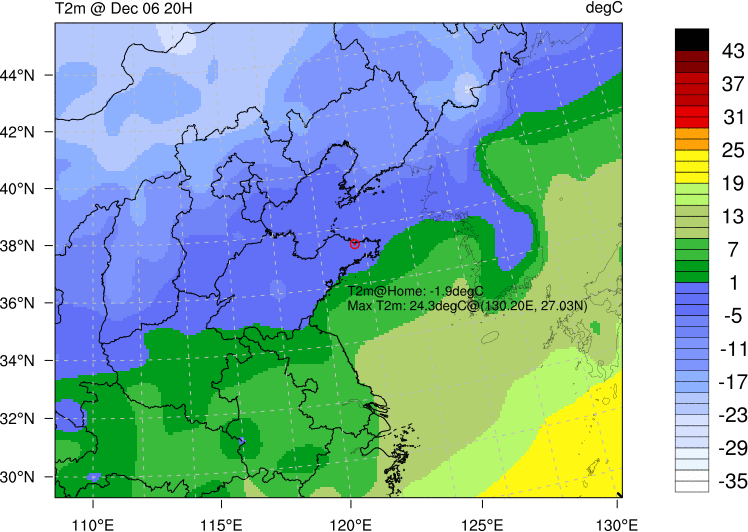 T2m @ Dec 06 20H
degC
44°N
42°N
40°N
38°N
36°N
34°N
32°N
30°N
T2m@Home: -1.9degC
Max T2m: 24.3degC@(130.20E, 27.03N)
110°E
115°E
120°E
125°E
130°E
43
37
31
25
19
13
7
1
-5
-11
-17
-23
-29
-35